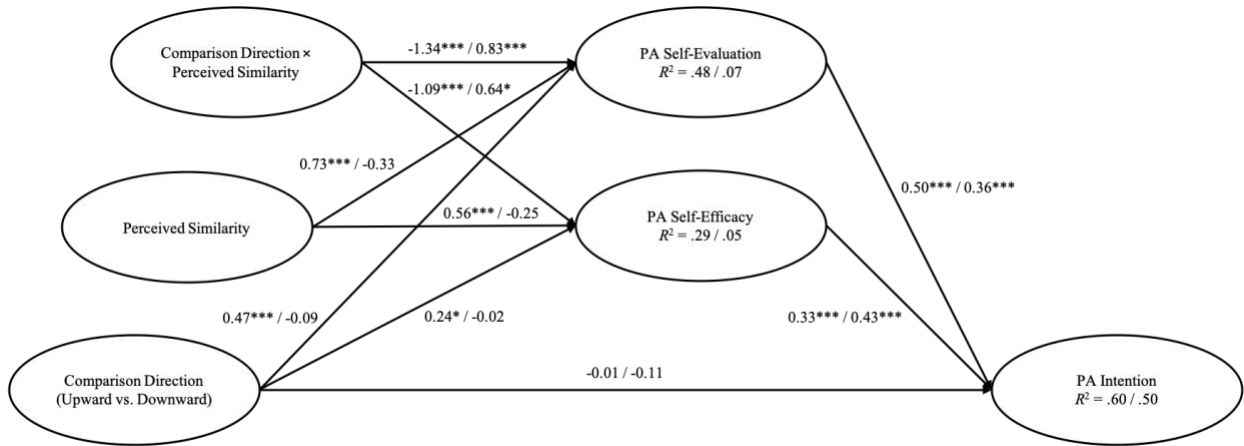 Comparison Direction ×
Perceived Similarity
-1.34*** / 0.83***
PA Self-Evaluation
R² = .48 / .07
-1.09*** / 0.64*
0.73*** / -0.33
0.50*** / 0.36***
Perceived Similarity
0.56*** / -0.25
PA Self-Efficacy
R² = .29 / .05
0.47*** / -0.09
0.24* / -0.02
0.33*** / 0.43***
Comparison Direction
(Upward vs. Downward)
-0.01 / -0.11
PA Intention
R² = .60 / .50